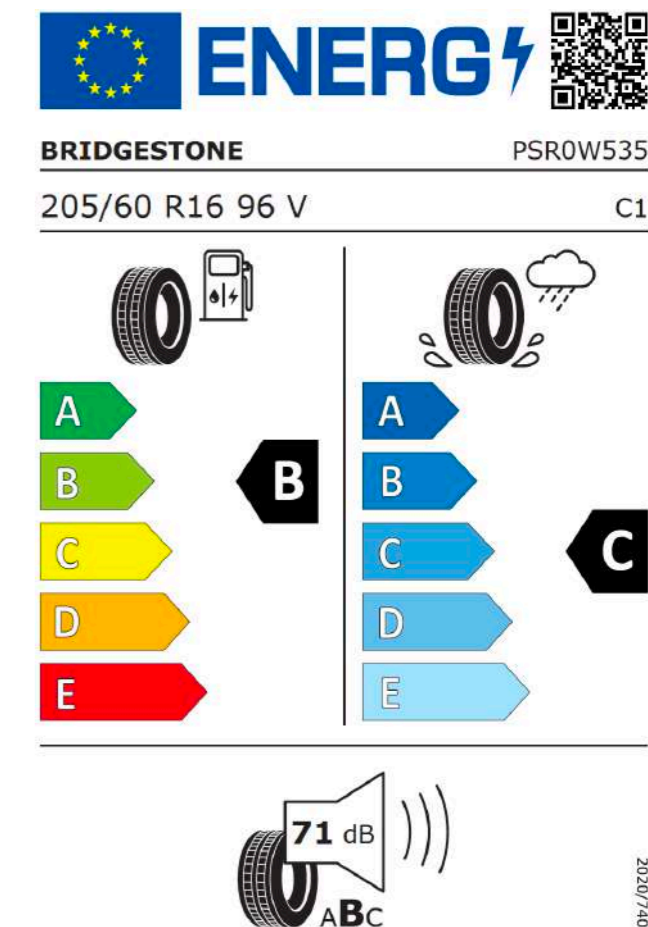 ENERG
BRIDGESTONE PSR0W535
205/60 R16 96 V C1
A A
B B B
C C C
D D
E E
71 dB
ABC
2020/740